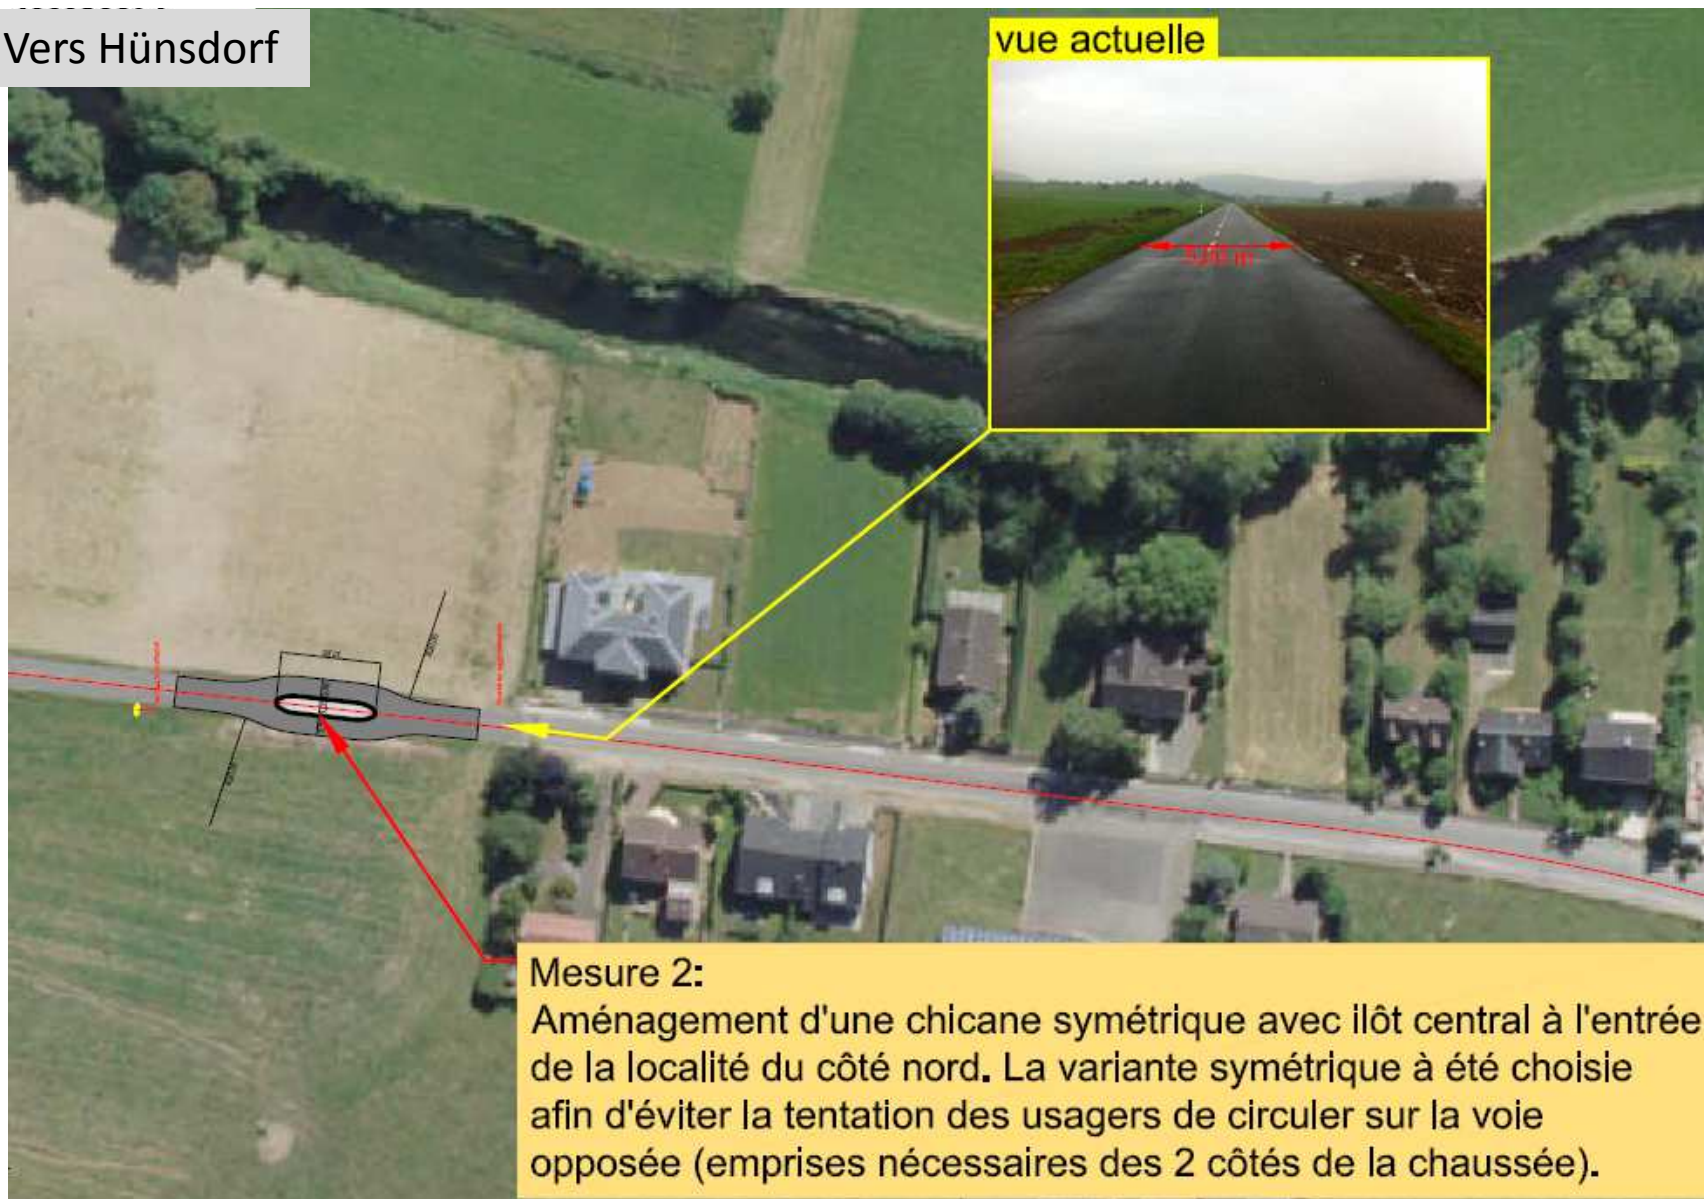 Vers Hünsdorf
vue actuelle
Mesure 2:
Aménagement d'une chicane symétrique avec ilôt central à l'entrée
de la localité du côté nord. La variante symétrique à été choisie
afin d'éviter la tentation des usagers de circuler sur la voie
opposée (emprises nécessaires des 2 côtés de la chaussée).